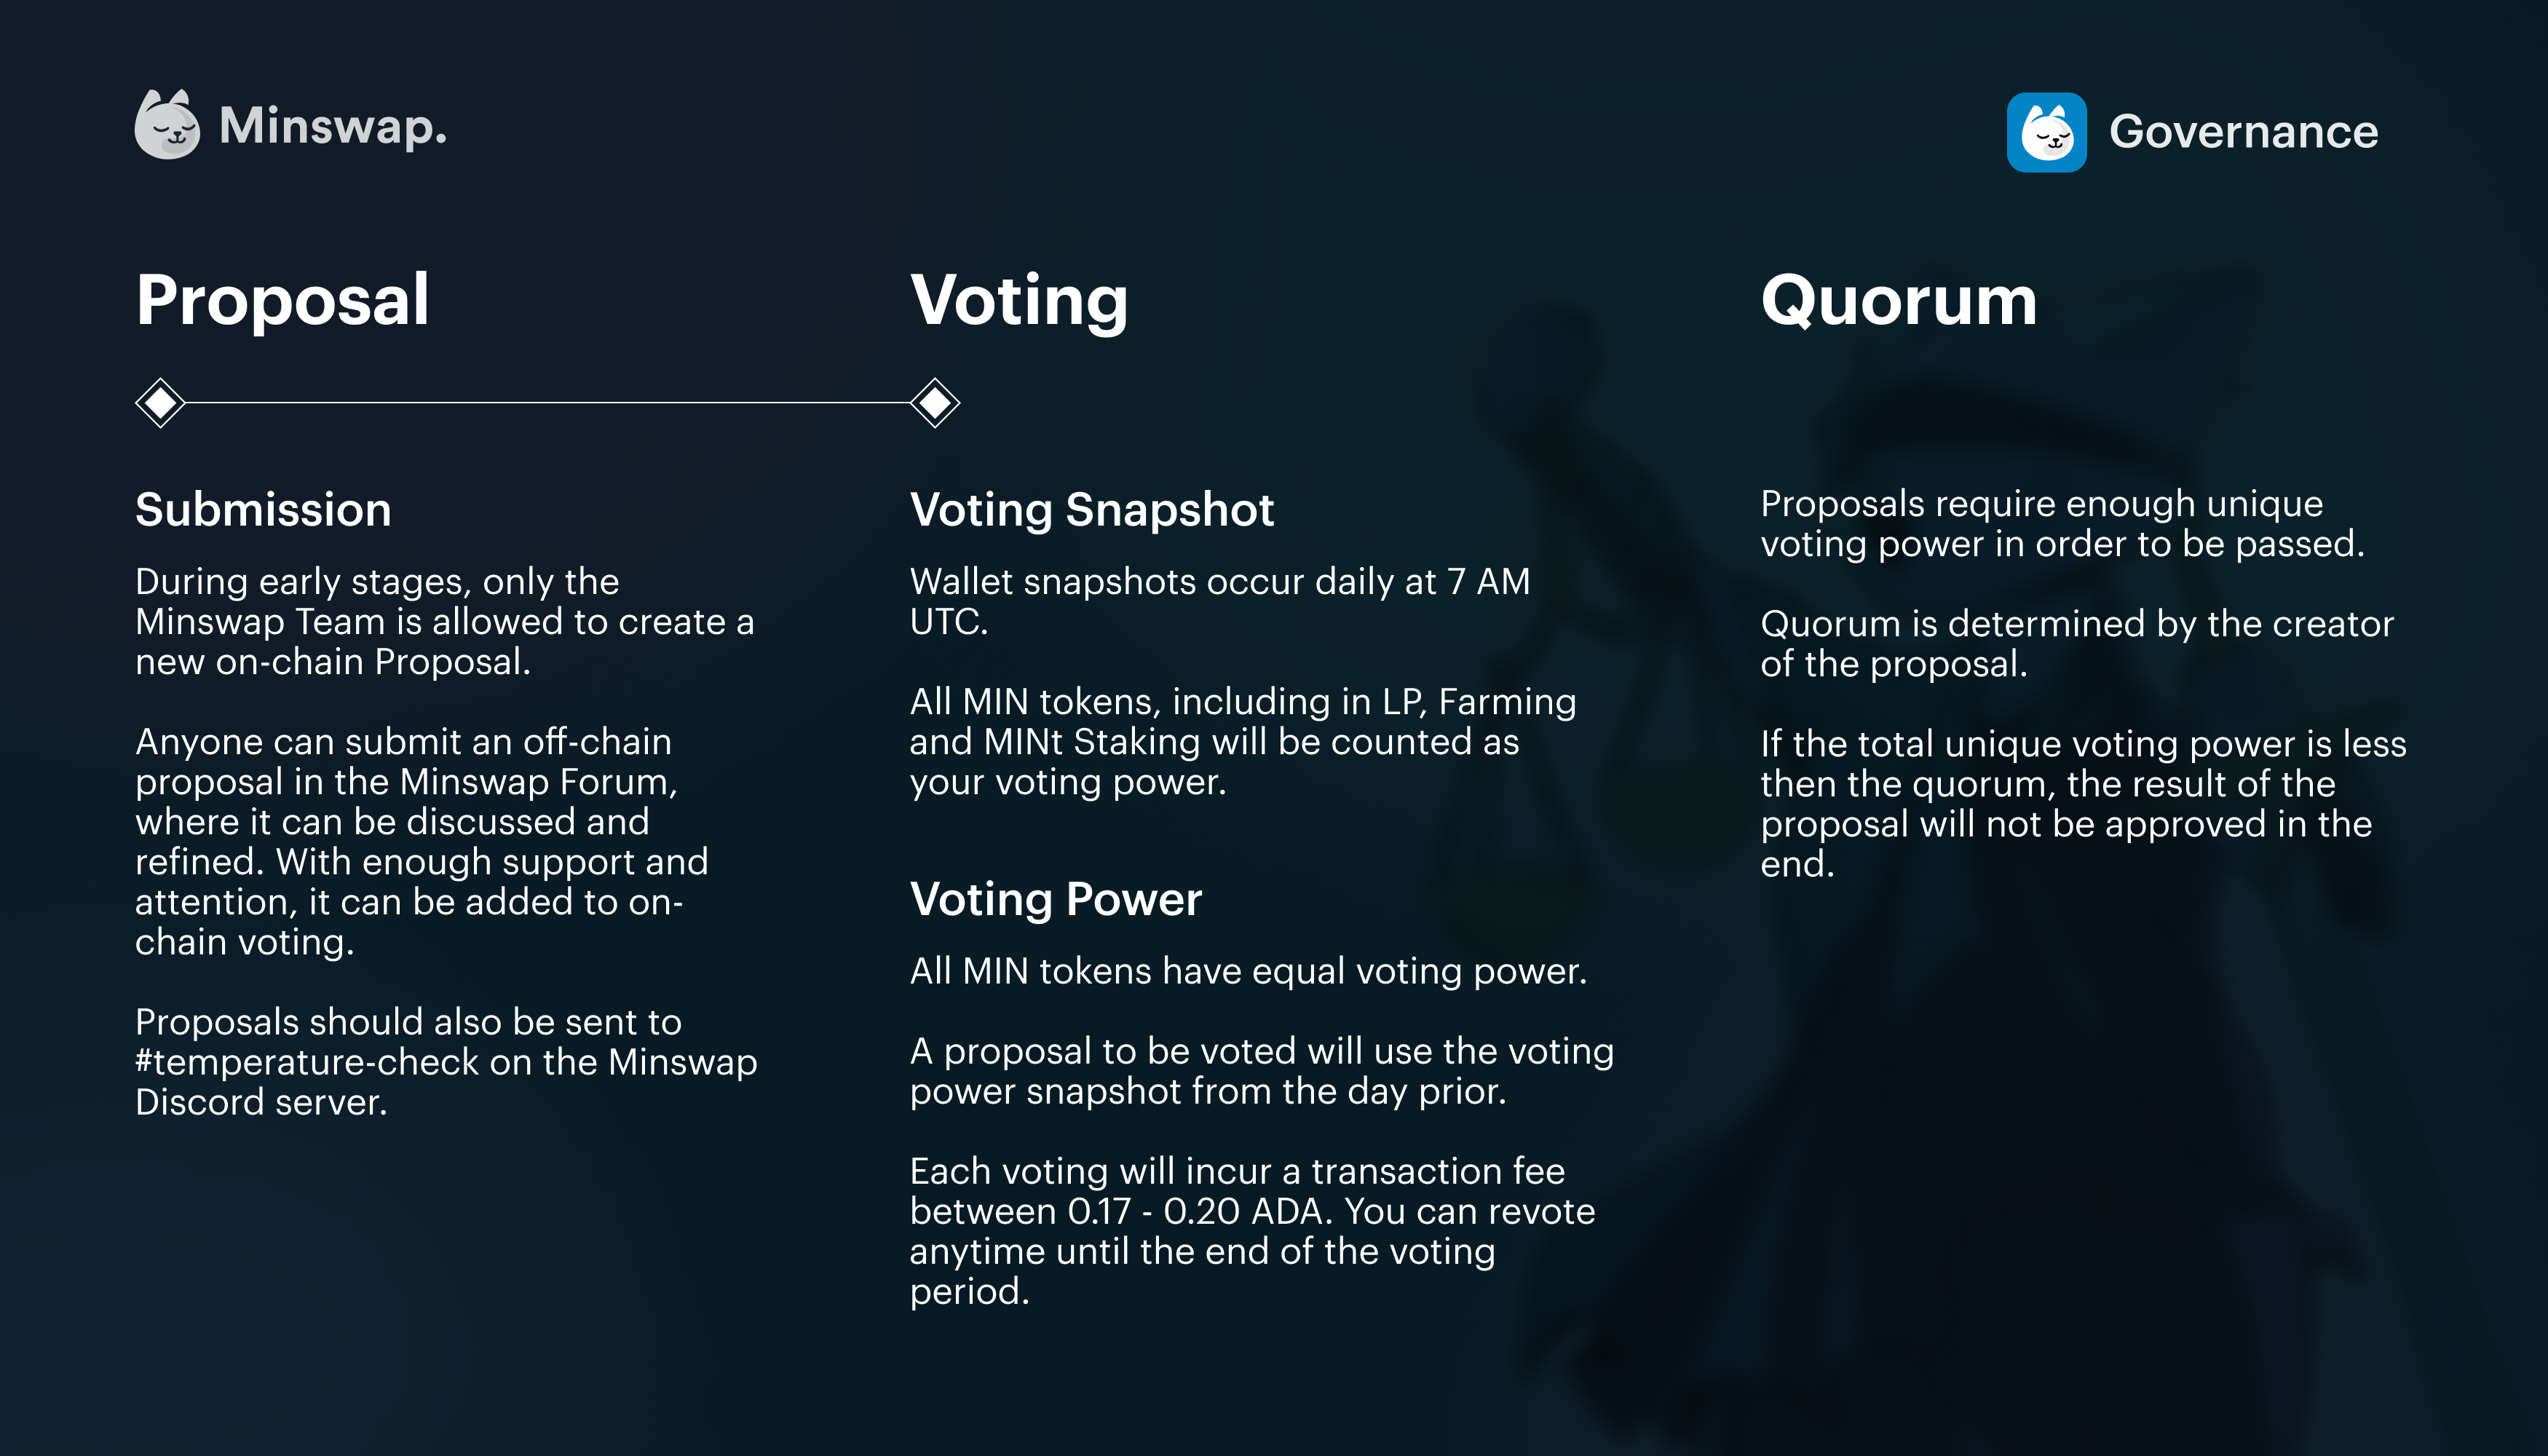 Minswap.
Governance
Proposal
Submission
During early stages, only the
Minswap Team is allowed to create a
new on-chain Proposal.
Anyone can submit an off-chain
proposal in the Minswap Forum,
where it can be discussed and
refined. With enough support and
attention, it can be added to on-
chain voting.
Proposals should also be sent to
#temperature-check on the Minswap
Discord server.
Voting
Voting Snapshot
Wallet snapshots occur daily at 7 AM
UTC.
All MIN tokens, including in LP, Farming
and MINt Staking will be counted as
your voting power.
Voting Power
All MIN tokens have equal voting power.
A proposal to be voted will use the voting
power snapshot from the day prior.
Each voting will incur a transaction fee
between 0.17 - 0.20 ADA. You can revote
anytime until the end of the voting
period.
Quorum
Proposals require enough unique
voting power in order to be passed.
Quorum is determined by the creator
of the proposal.
If the total unique voting power is less
then the quorum, the result of the
proposal will not be approved in the
end.